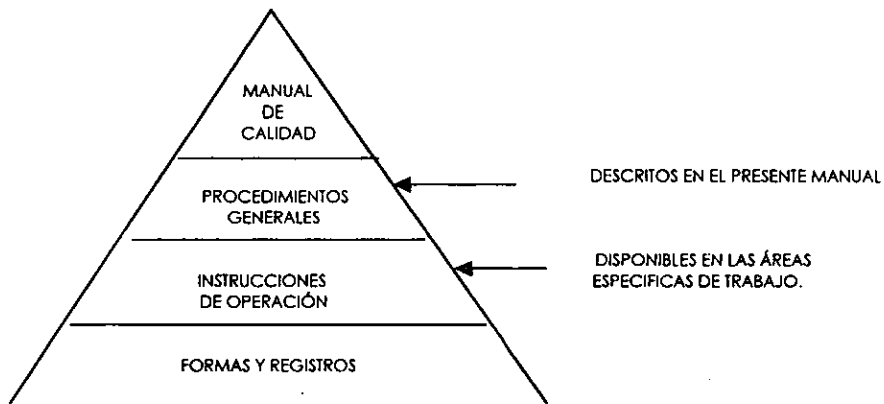 MANUAL
DE
CALIDAD
PROCEDIMIENTOS
GENERALES
DESCRITOS EN EL PRESENTE MANUAL
INSTRUCCIONES
DE OPERACIÓN
DISPONIBLES EN LAS ÁREAS
ESPECIFICAS DE TRABAJO.
FORMAS Y REGISTROS